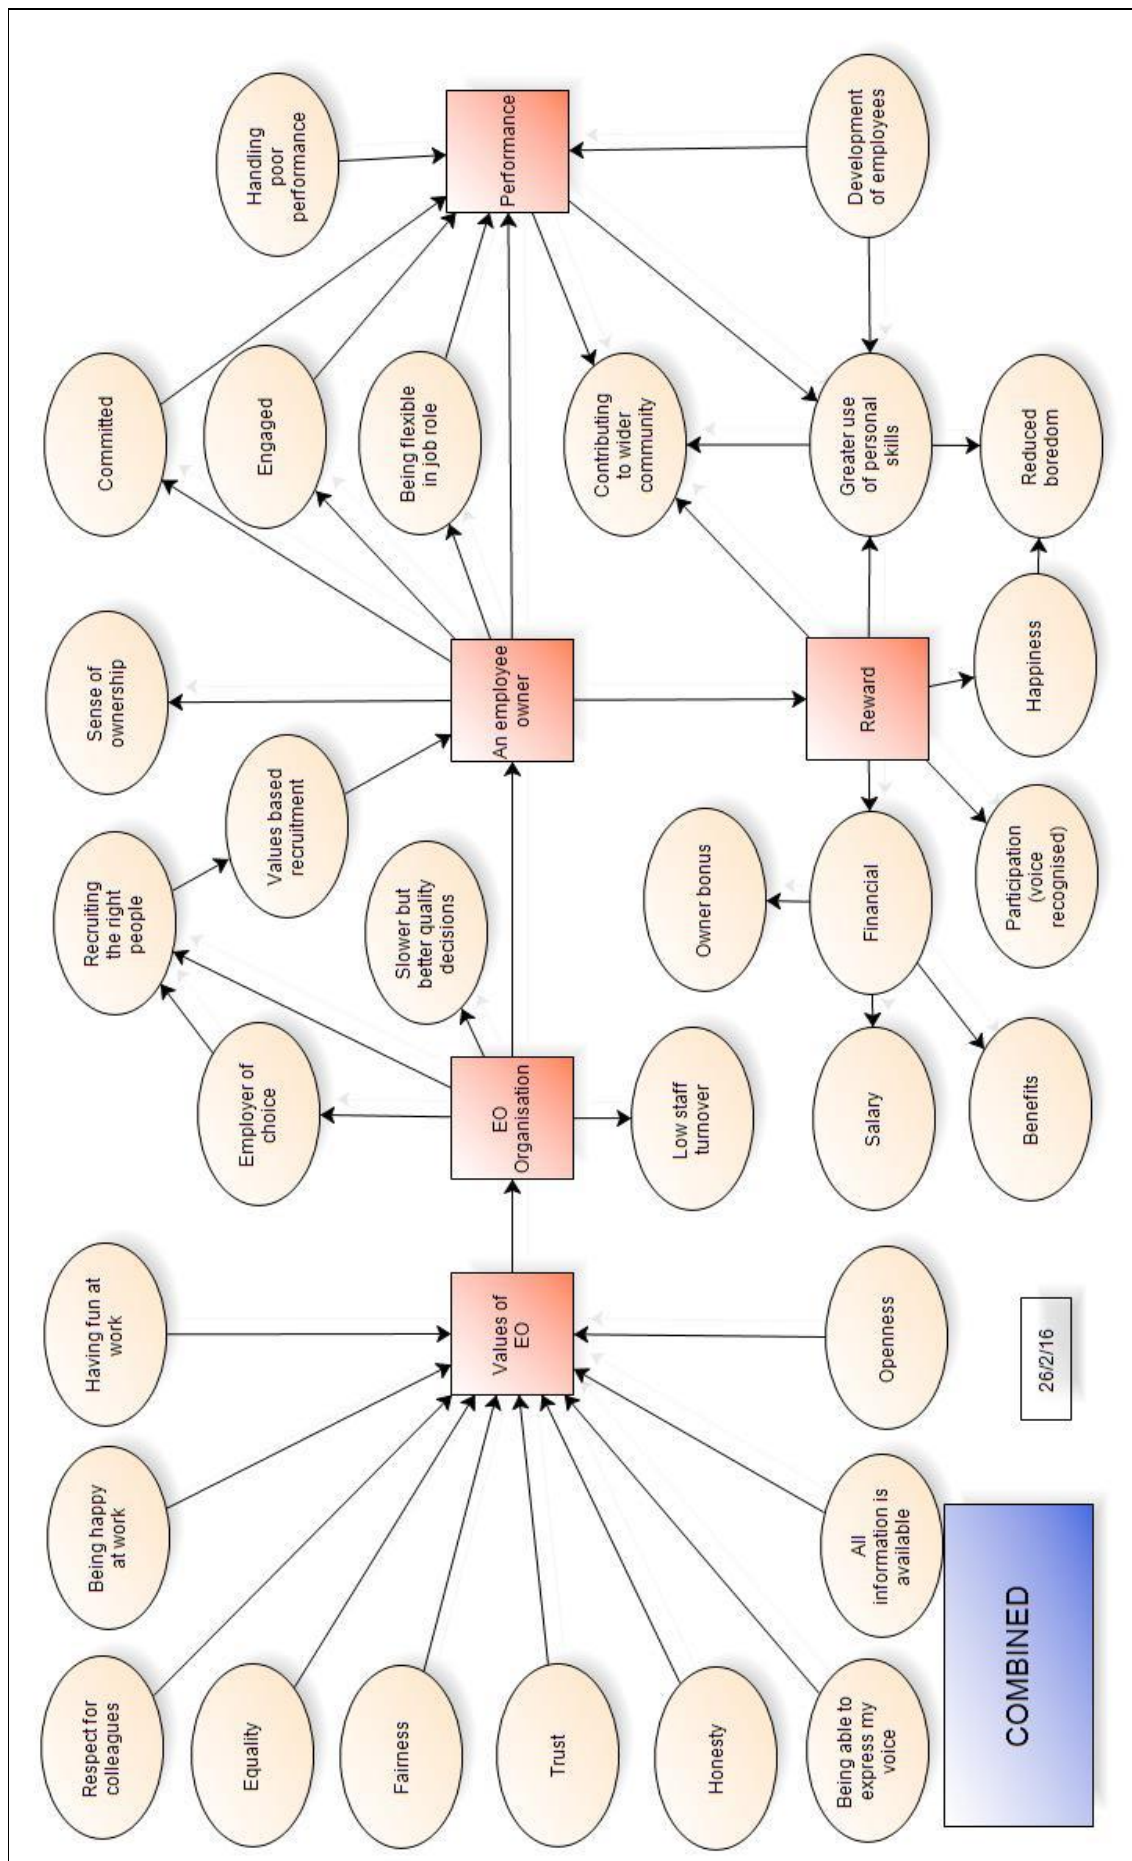 Respect for
colleagues
Being happy
at work
Having fun at
work
Recruiting
the right
people
Sense of
ownership
Committed
Equality
Employer of
choice
Values based
recruitment
Engaged
Handling
poor
performance
Fairness
Slower but
better quality
decisions
Being flexible
in job role
Values of
EO
EO
Organisation
An employee
owner
Performance
Trust
Honesty
Low staff
turnover
Owner bonus
Contributing
to wider
community
Being able to
express my
voice
All
information is
available
Openness
Salary
Financial
Reward
Greater use
of personal
skills
Development
of employees
COMBINED
26/2/16
Benefits
Participation
(voice
recognised)
Happiness
Reduced
boredom